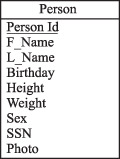 Person
Person Id
F_Name
L_Name
Birthday
Height
Weight
Sex
SSN
Photo